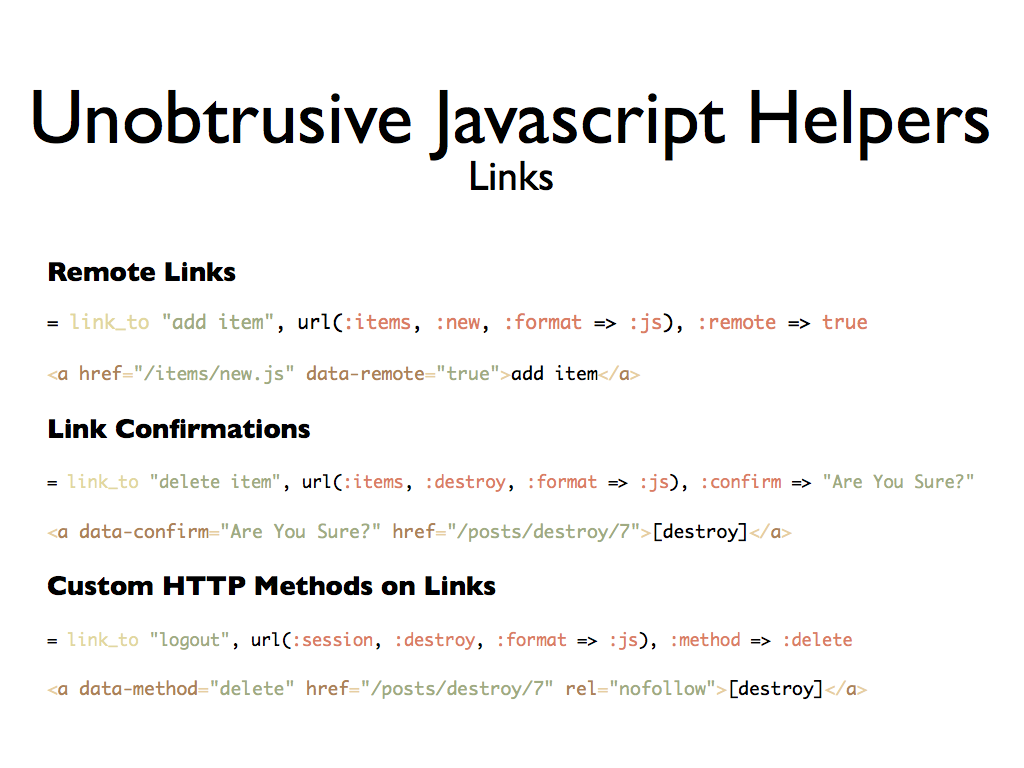 Unobtrusive Javascript Helpers
Links
Remote Links
= link_to "add item", url(:items, :new, :format => :js), :remote => true
<a href="/items/new.js" data-remote="true">add item</a>
Link Confirmations
= link_to "delete item", url(:items, :destroy, :format => :js), :confirm => "Are You Sure?"
<a data-confirm="Are You Sure?" href="/posts/destroy/7">[destroy]</a>
Custom HTTP Methods on Links
= link_to "logout", url(:session, :destroy, :format => :js), :method => :delete
<a data-method="delete" href="/posts/destroy/7" rel="nofollow">[destroy]</a>